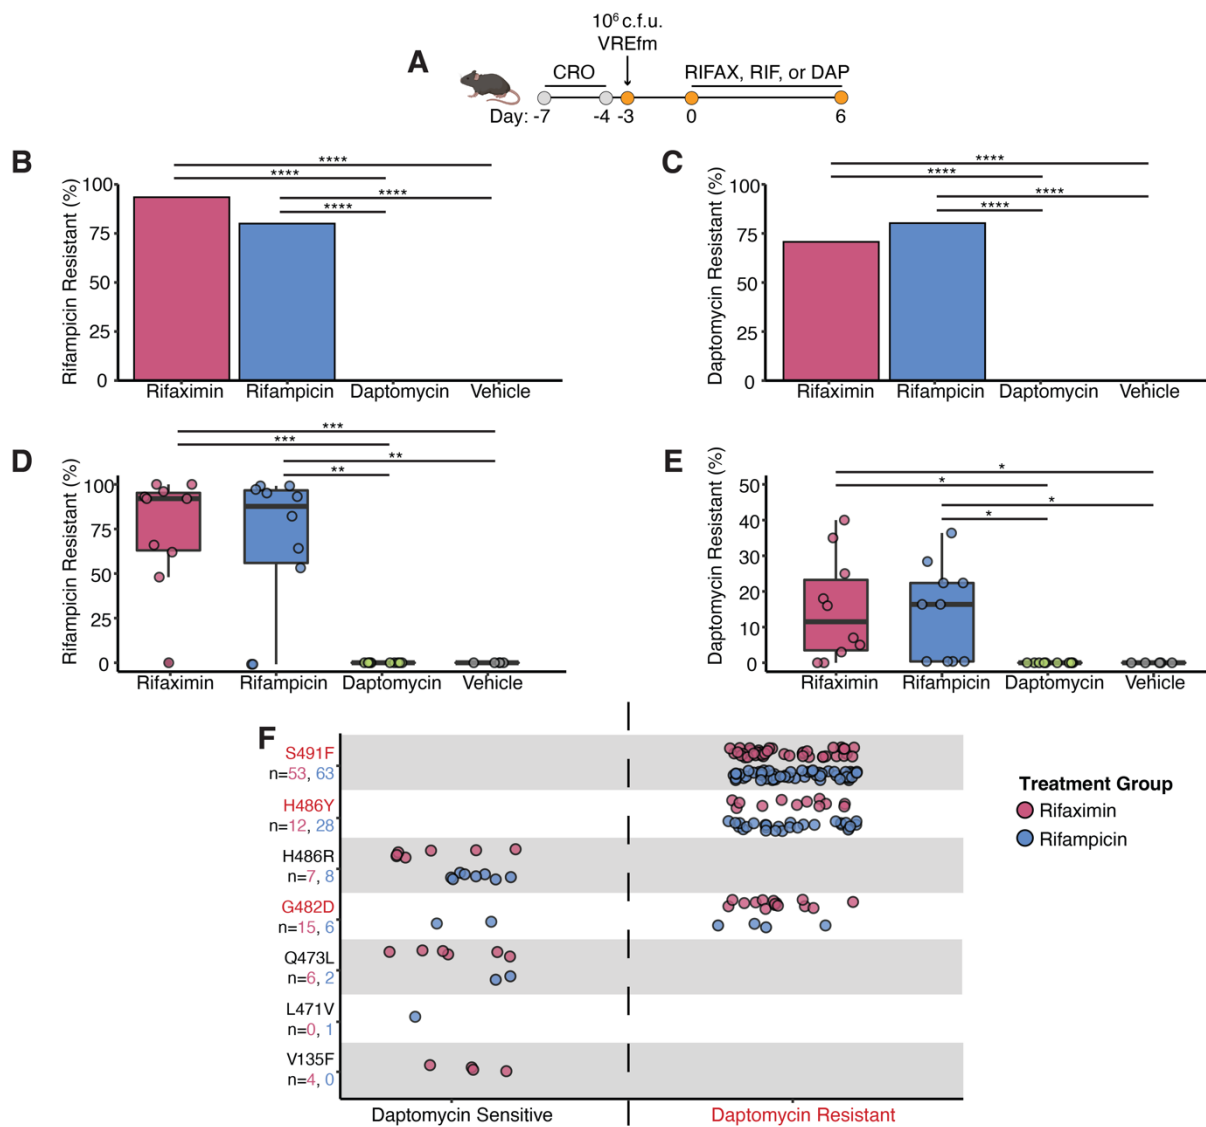 A
10⁶ c.f.u.
VREfm
CRO
RIFAX, RIF, or DAP
Day: -7 -4 -3 0 6
B
Rifampicin Resistant (%)
100
75
50
25
0
****
****
****
****
Rifaximin Rifampicin Daptomycin Vehicle
C
Daptomycin Resistant (%)
100
75
50
25
0
****
****
****
****
Rifaximin Rifampicin Daptomycin Vehicle
D
Rifampicin Resistant (%)
100
75
50
25
0
***
***
**
**
Rifaximin Rifampicin Daptomycin Vehicle
E
Daptomycin Resistant (%)
50
40
30
20
10
0
*
*
*
*
Rifaximin Rifampicin Daptomycin Vehicle
F
S491F
n=53, 63
H486Y
n=12, 28
H486R
n=7, 8
G482D
n=15, 6
Q473L
n=6, 2
L471V
n=0, 1
V135F
n=4, 0
Daptomycin Sensitive
Daptomycin Resistant
Treatment Group
Rifaximin
Rifampicin